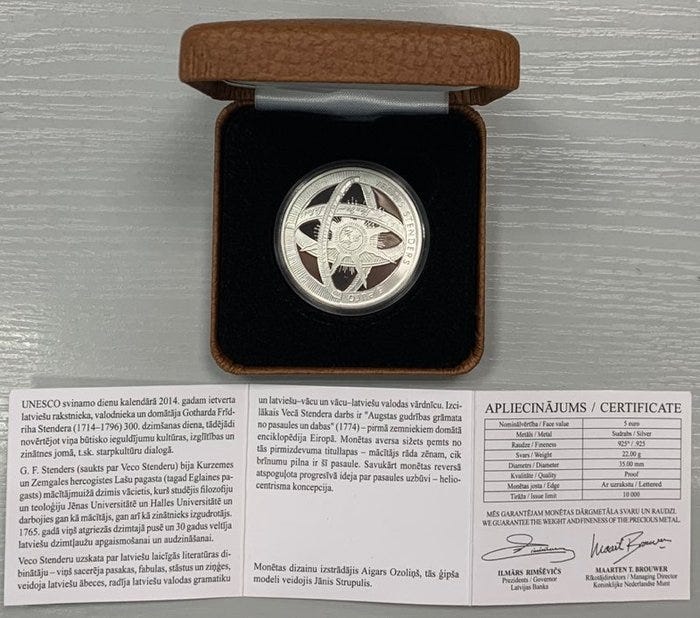 STENDERS
5 EURO
UNESCO svinamo dienu kalendārā 2014. gadam ietverta
latviešu rakstnieka, valodnieka un domātāja Gotharda Frīd-
riha Stendera (1714–1796) 300. dzimšanas diena, tādējādi
novērtējot viņa būtisko ieguldījumu kultūras, izglītības un
zinātnes jomā, t.sk. starpkultūru dialogā.
G. F. Stenders (saukts par Veco Stenderu) bija Kurzemes
un Zemgales hercogistes Lašu pagasta (tagad Eglaines pa-
gasts) mācītājmuižā dzimis vācietis, kurš studējis filozofiju
un teoloģiju Jēnas Universitātē un Halles Universitātē un
darbojies gan kā mācītājs, gan arī kā zinātnieks izgudrotājs.
1765. gadā viņš atgriezās dzimtajā pusē un 30 gadus veltīja
latviešu dzimtļaužu apgaismošanai un audzināšanai.
Veco Stenderu uzskata par latviešu laicīgās literatūras di-
binātāju – viņš sacerēja pasakas, fabulas, stāstus un ziņģes,
veidoja latviešu ābeces, radīja latviešu valodas gramatiku
un latviešu–vācu un vācu–latviešu valodas vārdnīcu. Izci-
lākais Vecā Stendera darbs ir "Augstas gudrības grāmata
no pasaules un dabas" (1774) – pirmā zemniekiem domātā
enciklopēdija Eiropā. Monētas aversa sižets ņemts no
tās pirmizdevuma titullapas – mācītājs rāda zēnam, cik
brīnumu pilna ir šī pasaule. Savukārt monētas reversā
atspoguļota progresīvā ideja par pasaules uzbūvi – helio-
centrisma koncepcija.
Monētas dizainu izstrādājis Aigars Ozoliņš, tās ģipša
modeli veidojis Jānis Strupulis.
APLIECINĀJUMS / CERTIFICATE
Nominālvērtība / Face value 5 euro
Metāls / Metal Sudrabs / Silver
Raudze / Fineness 925° / .925
Svars / Weight 22.00 g
Diametrs / Diameter 35.00 mm
Kvalitāte / Quality Proof
Monētas josta / Edge Ar uzrakstu / Lettered
Tirāža / Issue limit 10 000
MĒS GARANTĒJAM MONĒTAS DĀRGMETĀLA SVARU UN RAUDZI.
WE GUARANTEE THE WEIGHT AND FINENESS OF THE PRECIOUS METAL.
ILMĀRS RIMŠĒVIČS
Prezidents / Governor
Latvijas Banka
MAARTEN T. BROUWER
Rīkotājdirektors / Managing Director
Koninklijke Nederlandse Munt